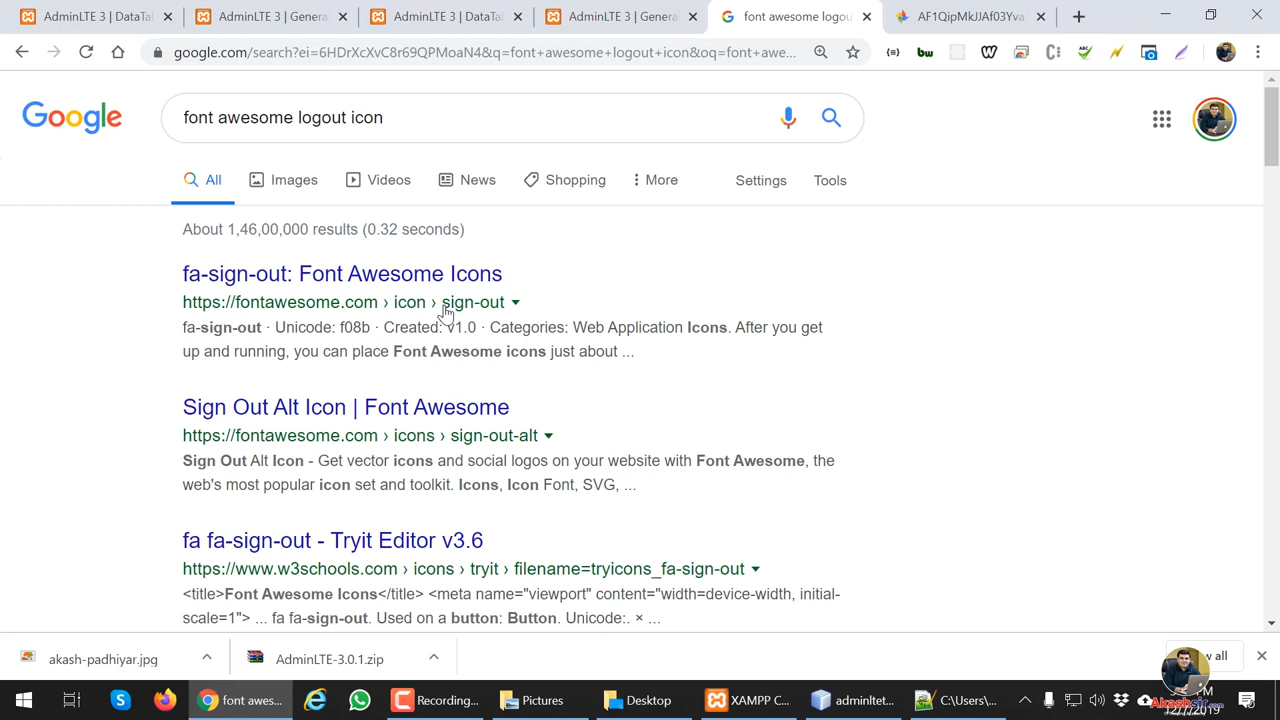 AdminLTE 3 | DataTal
AdminLTE 3 | Genera
AdminLTE 3 | DataTal
AdminLTE 3 | Genera
font awesome logou
AF1QipMkJJAf03Yva
google.com/search?ei=6HDrXcXvC8r69QPMoaN4&q=font+awesome+logout+icon&oq=font+awe...
Google
font awesome logout icon
All
Images
Videos
News
Shopping
More
Settings
Tools
About 1,46,00,000 results (0.32 seconds)
fa-sign-out: Font Awesome Icons
https://fontawesome.com › icon › sign-out
fa-sign-out · Unicode: f08b · Created: v1.0 · Categories: Web Application Icons. After you get
up and running, you can place Font Awesome icons just about ...
Sign Out Alt Icon | Font Awesome
https://fontawesome.com › icons › sign-out-alt
Sign Out Alt Icon - Get vector icons and social logos on your website with Font Awesome, the
web's most popular icon set and toolkit. Icons, Icon Font, SVG, ...
fa fa-sign-out - Tryit Editor v3.6
https://www.w3schools.com › icons › tryit › filename=tryicons_fa-sign-out
<title>Font Awesome Icons</title> <meta name="viewport" content="width=device-width, initial-
scale=1"> ... fa fa-sign-out. Used on a button: Button. Unicode:. × ...
akash-padhiyar.jpg
AdminLTE-3.0.1.zip
all
font awes...
Recording...
Pictures
Desktop
XAMPP C...
adminltet...
C:\Users\...
Akashsir.com
12/7/2019